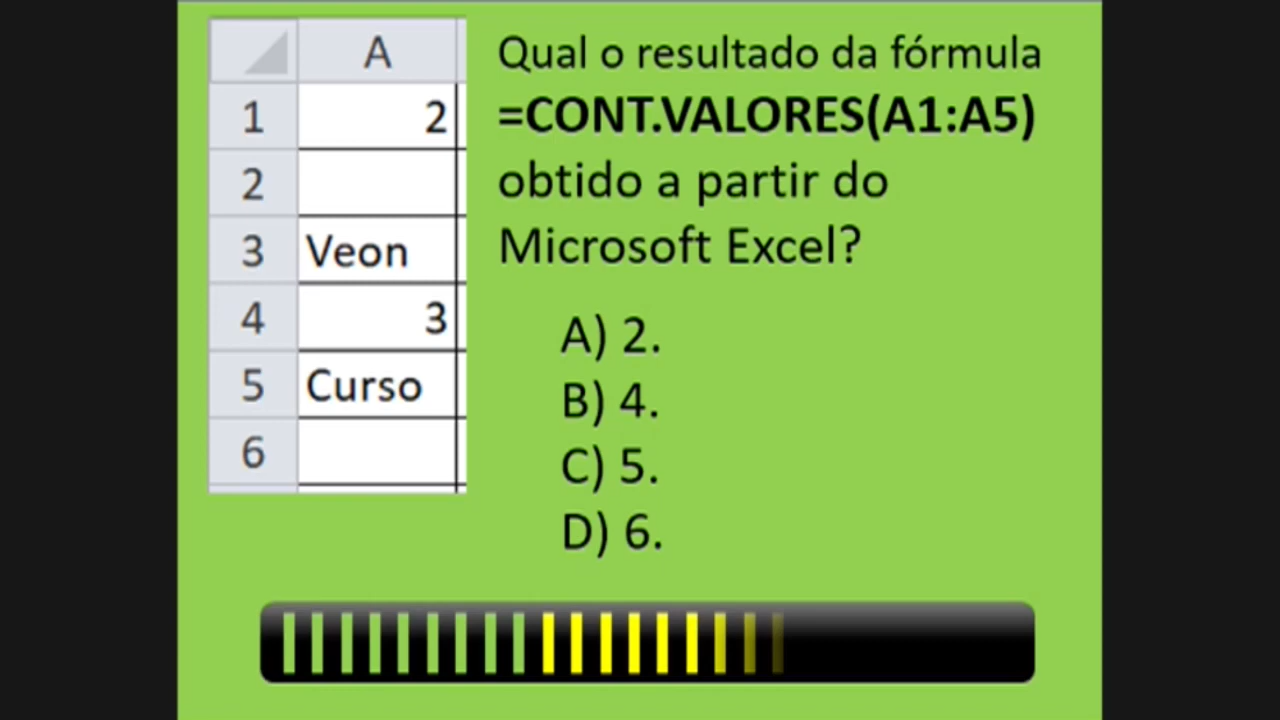 A
1 2
2
3 Veon
4 3
5 Curso
6
Qual o resultado da fórmula
=CONT.VALORES(A1:A5)
obtido a partir do
Microsoft Excel?
A) 2.
B) 4.
C) 5.
D) 6.